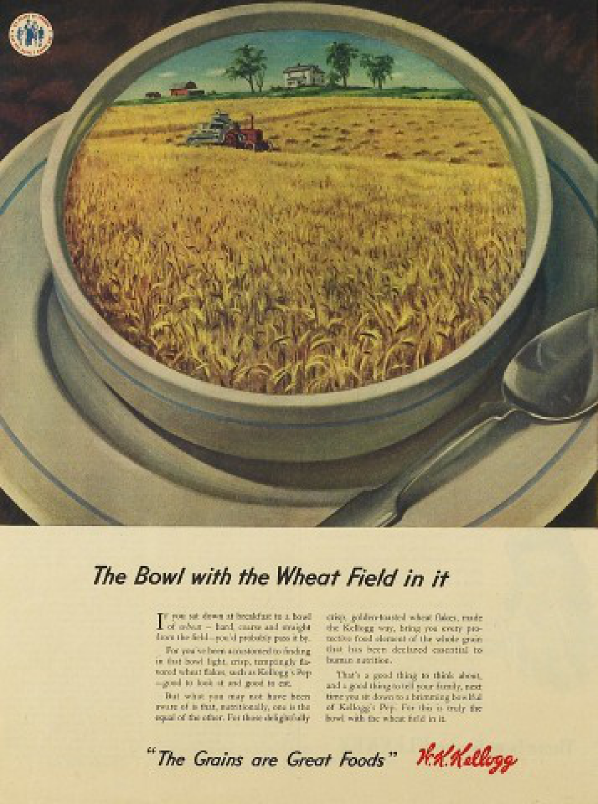 The Bowl with the Wheat Field in it
If you sat down at breakfast to a bowl
of wheat – hard, coarse and straight
from the field—you'd probably pass it by.
For you've been accustomed to finding
in that bowl light, crisp, temptingly fla-
vored wheat flakes, such as Kellogg's Pep
—good to look at and good to eat.
But what you may not have been
aware of is that, nutritionally, one is the
equal of the other. For those delightfully
crisp, golden-toasted wheat flakes, made
the Kellogg way, bring you every pro-
tective food element of the whole grain
that has been declared essential to
human nutrition.
That's a good thing to think about,
and a good thing to tell your family, next
time you sit down to a brimming bowlful
of Kellogg's Pep. For this is truly the
bowl with the wheat field in it.
"The Grains are Great Foods" W.K.Kellogg